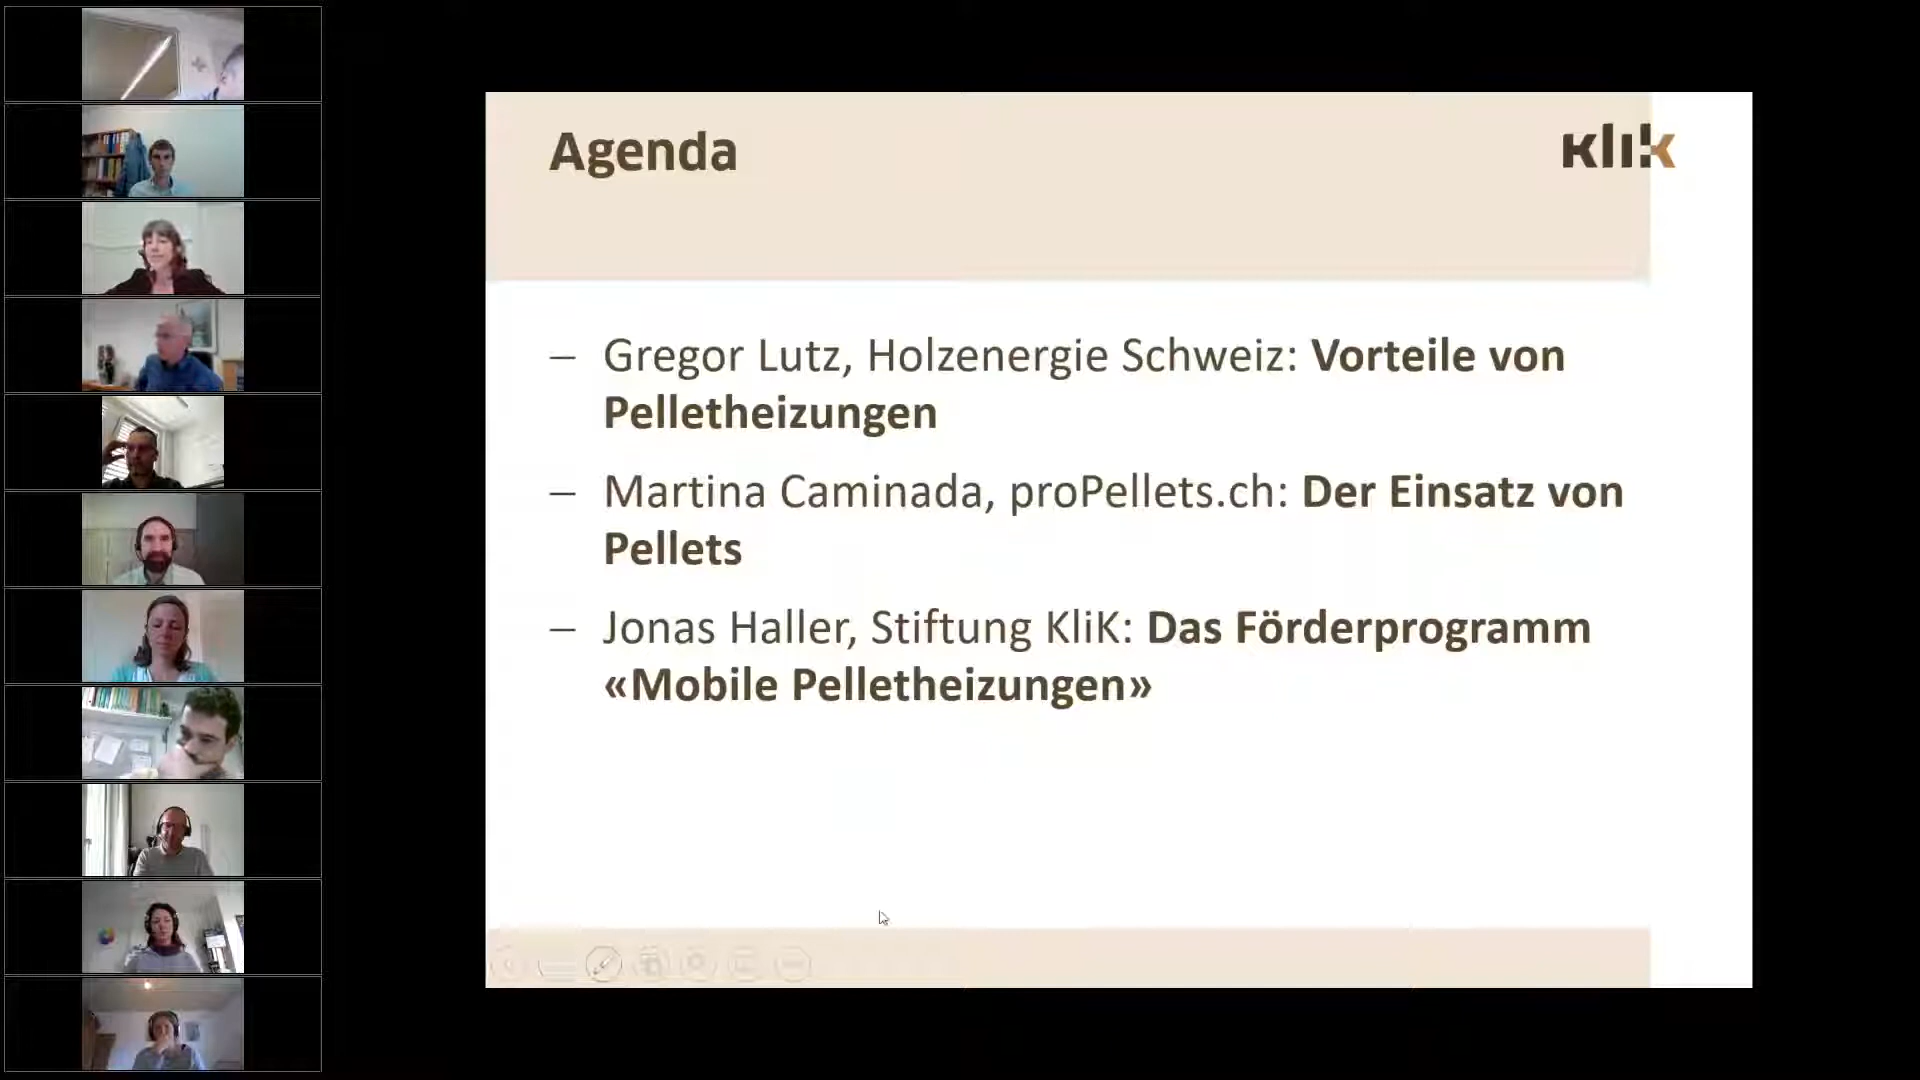 Agenda
klik
– Gregor Lutz, Holzenergie Schweiz: Vorteile von
Pelletheizungen
– Martina Caminada, proPellets.ch: Der Einsatz von
Pellets
– Jonas Haller, Stiftung KliK: Das Förderprogramm
«Mobile Pelletheizungen»